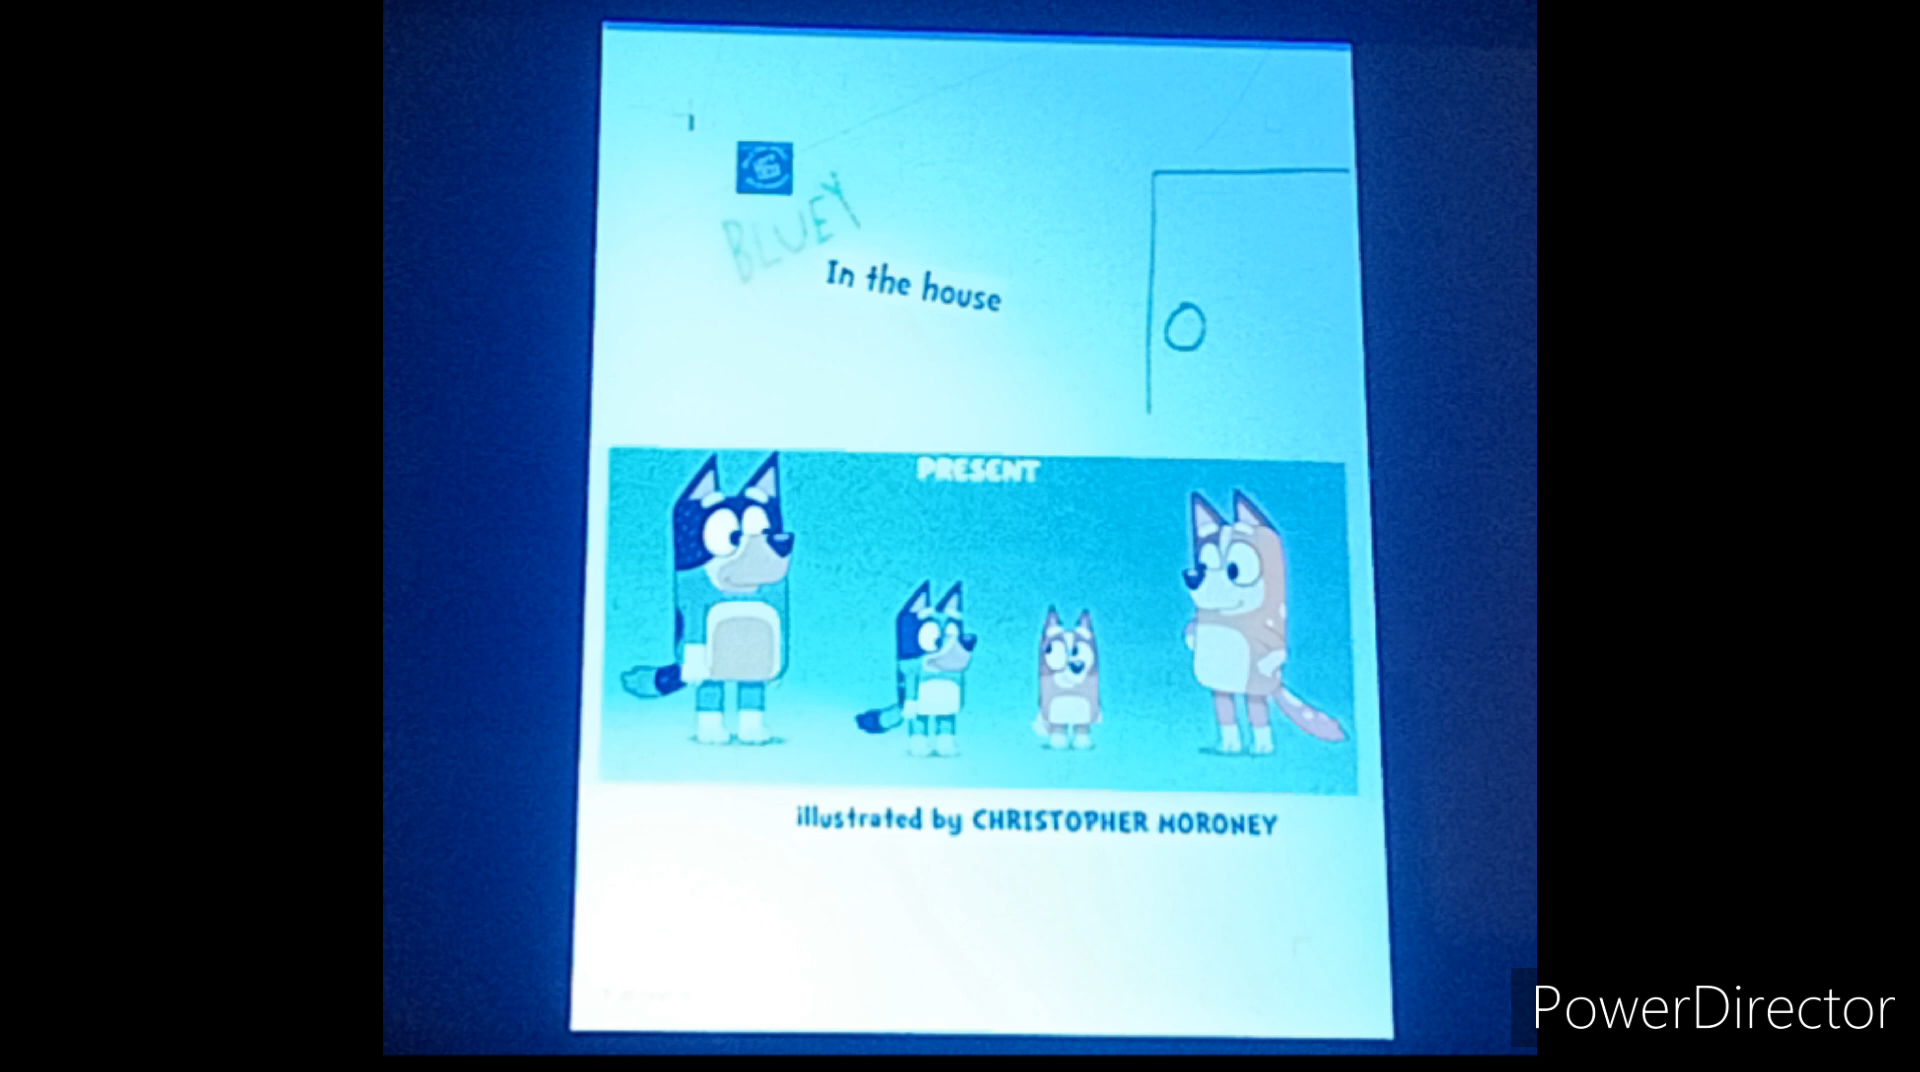 BLUEY
In the house
PRESENT
illustrated by CHRISTOPHER MORONEY
PowerDirector